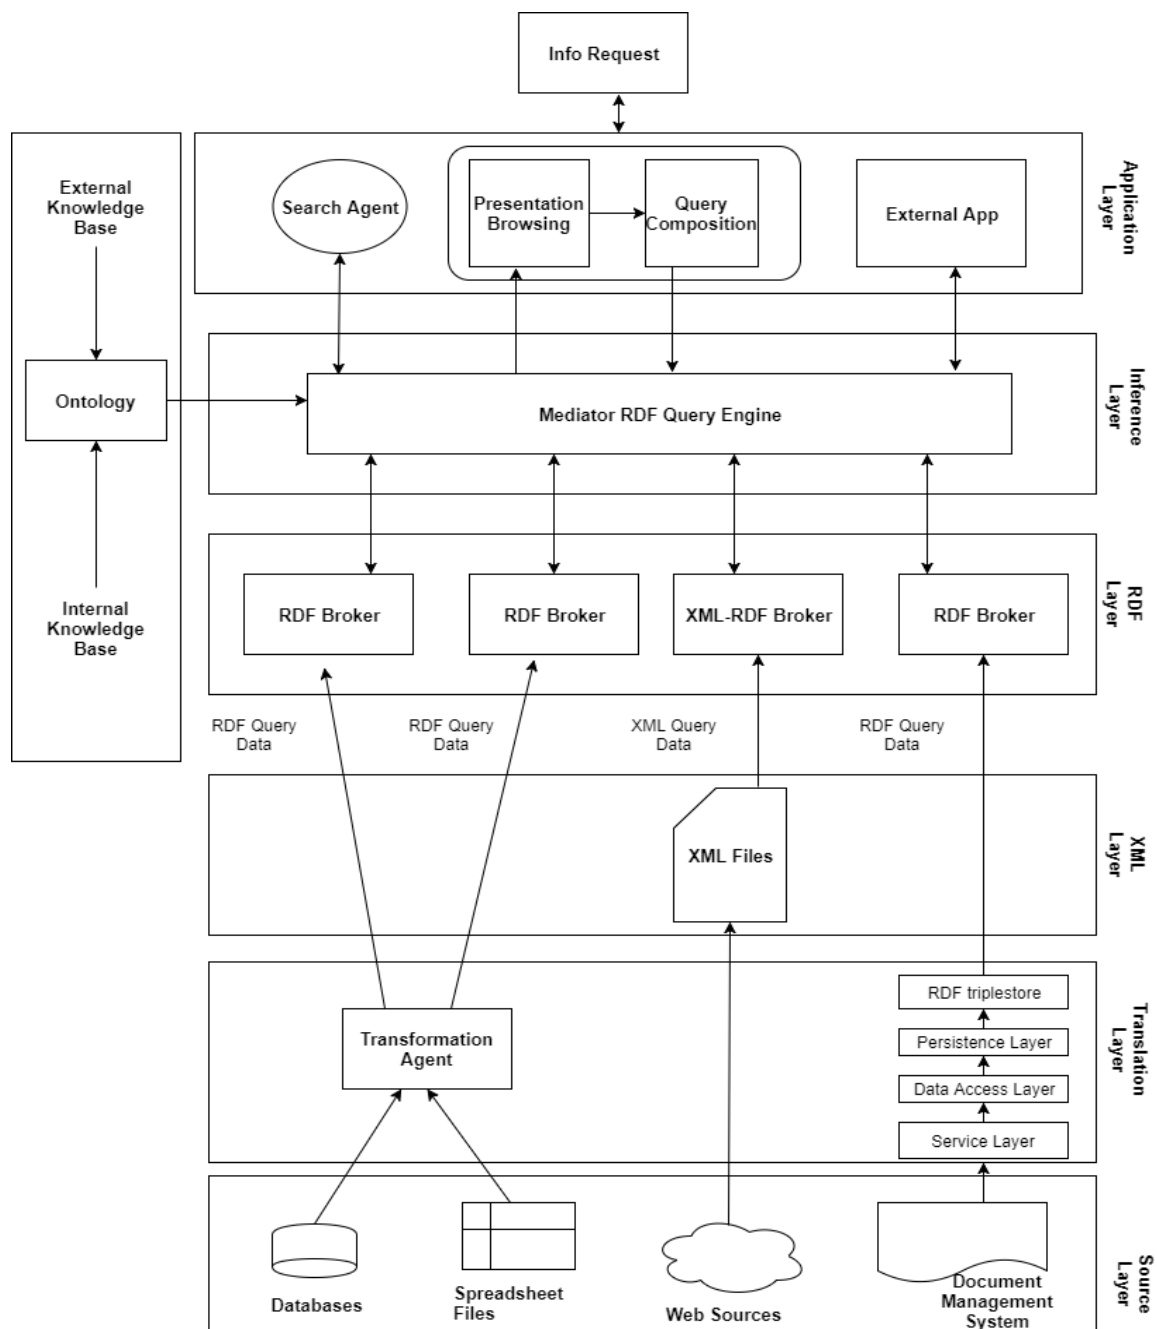 Info Request
External
Knowledge
Base
Search Agent
Presentation
Browsing
Query
Composition
External App
Application
Layer
Ontology
Mediator RDF Query Engine
Inference
Layer
Internal
Knowledge
Base
RDF Broker
RDF Broker
XML-RDF Broker
RDF Broker
RDF
Layer
RDF Query
Data
RDF Query
Data
XML Query
Data
RDF Query
Data
XML Files
XML
Layer
Transformation
Agent
RDF triplestore
Persistence Layer
Data Access Layer
Service Layer
Translation
Layer
Databases
Spreadsheet
Files
Web Sources
Document
Management
System
Source
Layer